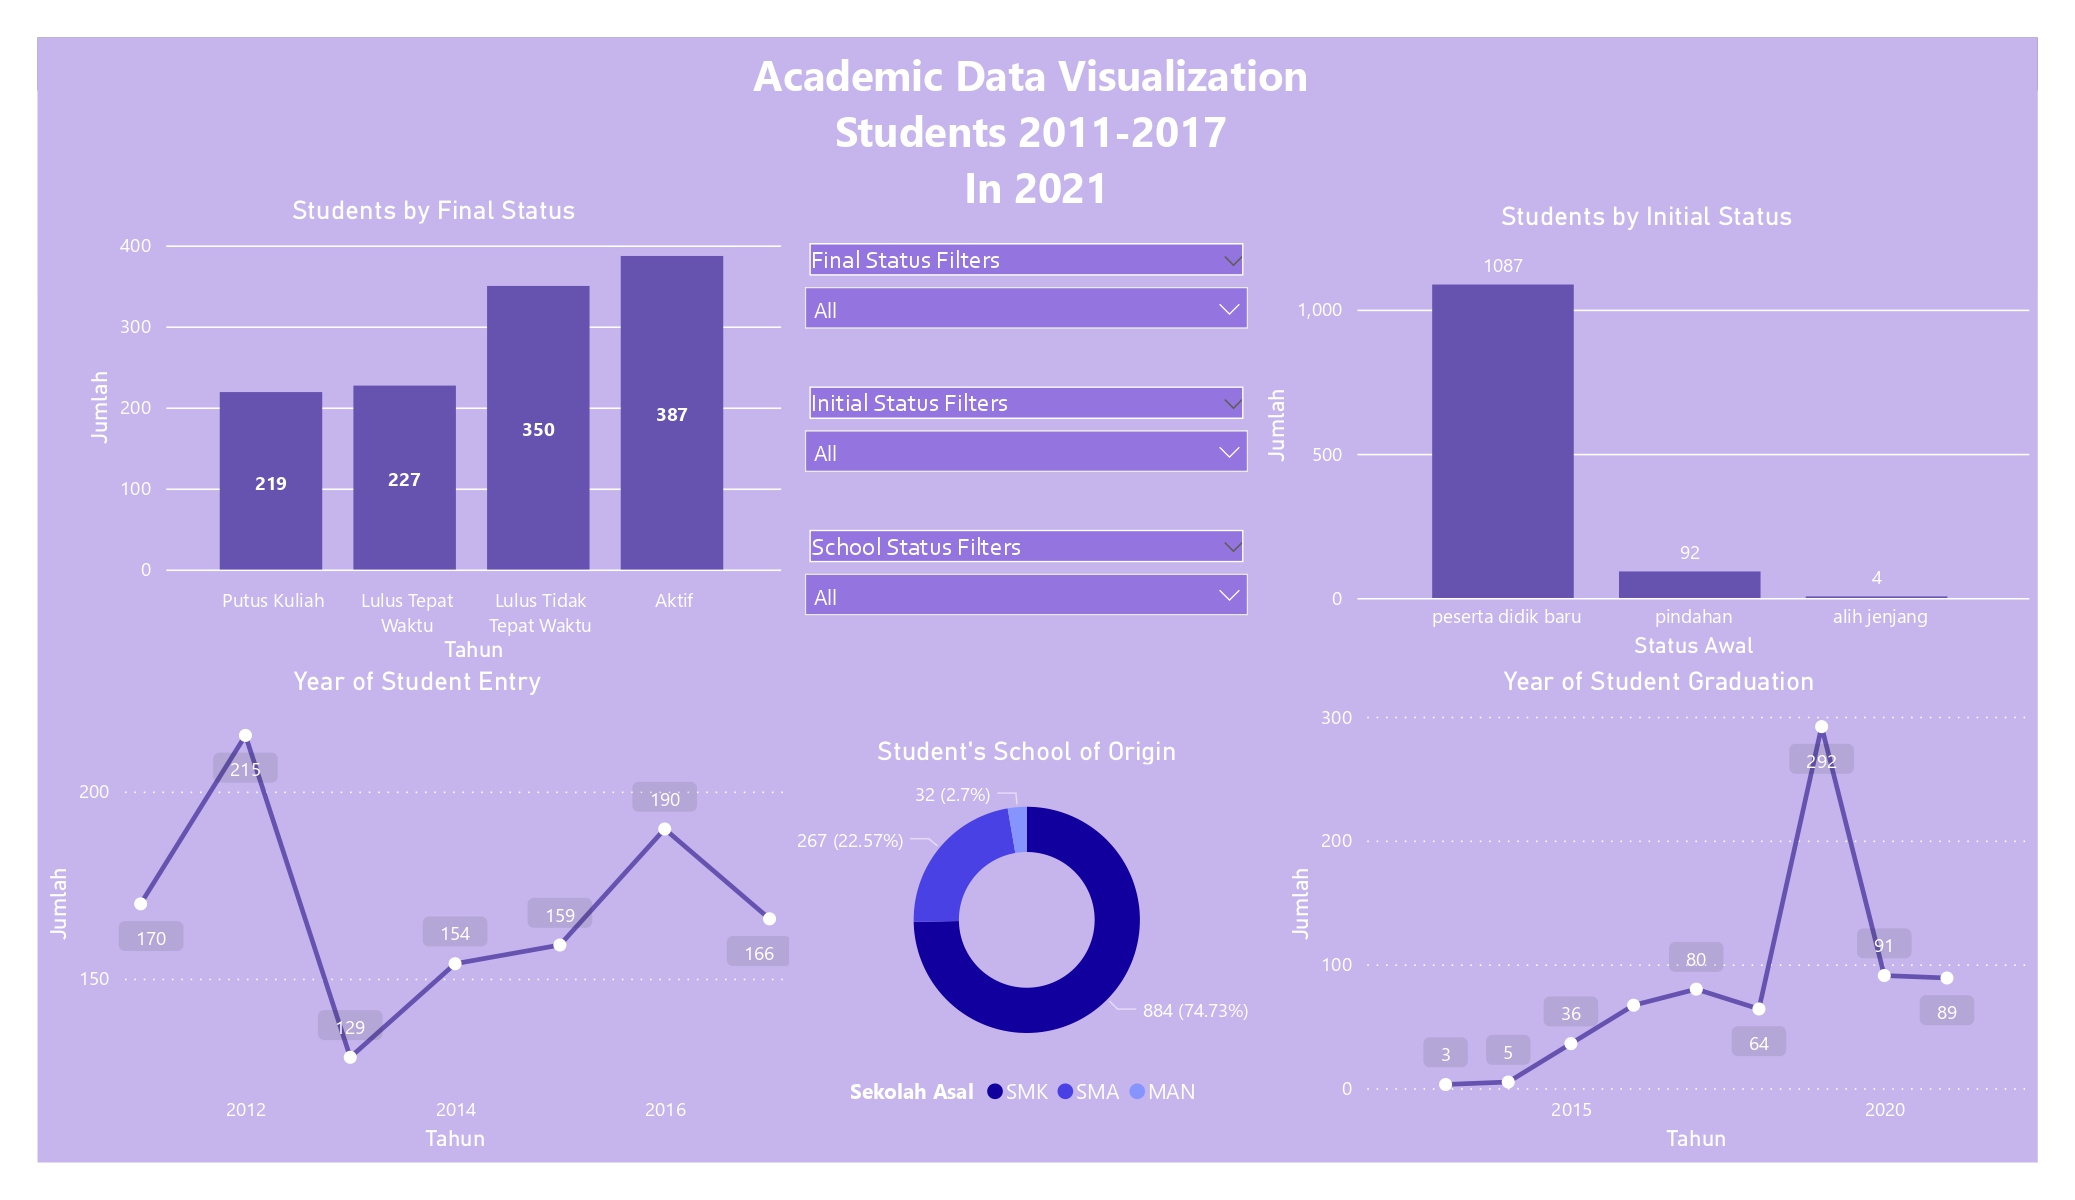 Academic Data Visualization
Students 2011-2017
In 2021
Students by Final Status
400
300
200
100
0
Jumlah
219
227
350
387
Putus Kuliah
Lulus Tepat
Waktu
Lulus Tidak
Tepat Waktu
Aktif
Tahun
Final Status Filters
All
Initial Status Filters
All
School Status Filters
All
Students by Initial Status
1,000
500
0
Jumlah
1087
92
4
peserta didik baru
pindahan
alih jenjang
Status Awal
Year of Student Entry
200
150
Jumlah
170
215
129
154
159
190
166
2012
2014
2016
Tahun
Student's School of Origin
32 (2.7%)
267 (22.57%)
884 (74.73%)
Sekolah Asal SMK SMA MAN
Year of Student Graduation
300
200
100
0
Jumlah
3
5
36
80
64
292
91
89
2015
2020
Tahun